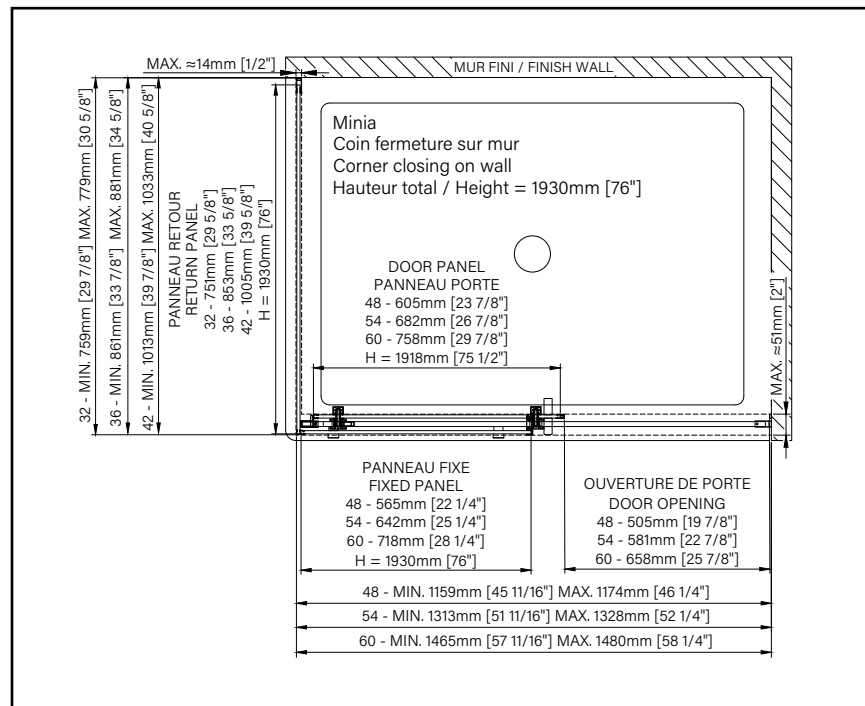 MAX. ≈14mm [1/2"]
MUR FINI / FINISH WALL
32 - MIN. 759mm [29 7/8"] MAX. 779mm [30 5/8"]
36 - MIN. 861mm [33 7/8"] MAX. 881mm [34 5/8"]
42 - MIN. 1013mm [39 7/8"] MAX. 1033mm [40 5/8"]
PANNEAU RETOUR
RETURN PANEL
32 - 751mm [29 5/8"]
36 - 853mm [33 5/8"]
42 - 1005mm [39 5/8"]
H = 1930mm [76"]
Minia
Coin fermeture sur mur
Corner closing on wall
Hauteur total / Height = 1930mm [76"]
DOOR PANEL
PANNEAU PORTE
48 - 605mm [23 7/8"]
54 - 682mm [26 7/8"]
60 - 758mm [29 7/8"]
H = 1918mm [75 1/2"]
MAX. ≈51mm [2"]
PANNEAU FIXE
FIXED PANEL
48 - 565mm [22 1/4"]
54 - 642mm [25 1/4"]
60 - 718mm [28 1/4"]
H = 1930mm [76"]
OUVERTURE DE PORTE
DOOR OPENING
48 - 505mm [19 7/8"]
54 - 581mm [22 7/8"]
60 - 658mm [25 7/8"]
48 - MIN. 1159mm [45 11/16"] MAX. 1174mm [46 1/4"]
54 - MIN. 1313mm [51 11/16"] MAX. 1328mm [52 1/4"]
60 - MIN. 1465mm [57 11/16"] MAX. 1480mm [58 1/4"]